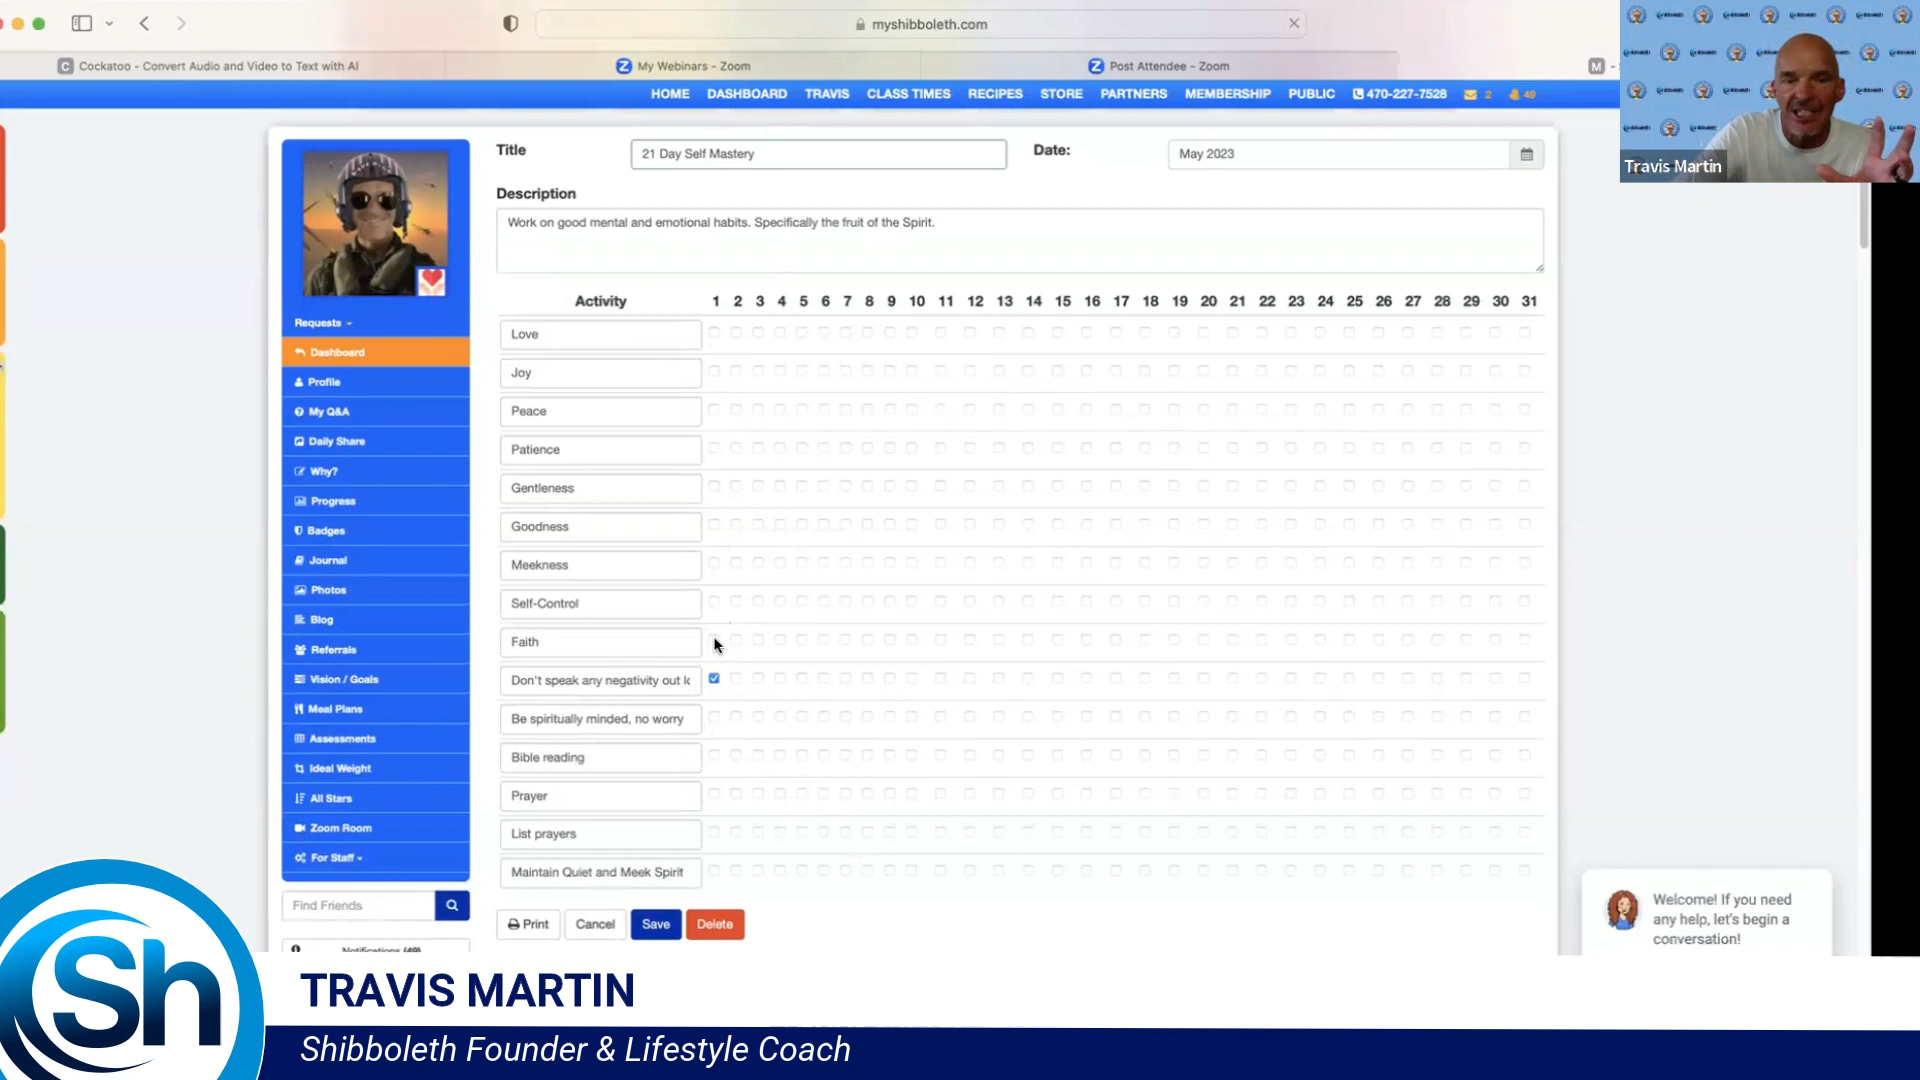 myshibboleth.com
Cockatoo - Convert Audio and Video to Text with AI
My Webinars - Zoom
Post Attendee - Zoom
HOME DASHBOARD TRAVIS CLASS TIMES RECIPES STORE PARTNERS MEMBERSHIP PUBLIC 470-227-7528 2 49
Travis Martin
Title 21 Day Self Mastery Date: May 2023
Description
Work on good mental and emotional habits. Specifically the fruit of the Spirit.
Activity 1 2 3 4 5 6 7 8 9 10 11 12 13 14 15 16 17 18 19 20 21 22 23 24 25 26 27 28 29 30 31
Love
Joy
Peace
Patience
Gentleness
Goodness
Meekness
Self-Control
Faith
Don't speak any negativity out
Be spiritually minded, no worry
Bible reading
Prayer
List prayers
Maintain Quiet and Meek Spirit
Print Cancel Save Delete
Requests
Dashboard
Profile
My Q&A
Daily Share
Why?
Progress
Badges
Journal
Photos
Blog
Referrals
Vision / Goals
Meal Plans
Assessments
Ideal Weight
All Stars
Zoom Room
For Staff
Find Friends
Notifications (49)
Welcome! If you need
any help, let's begin a
conversation!
Sh
TRAVIS MARTIN
Shibboleth Founder & Lifestyle Coach